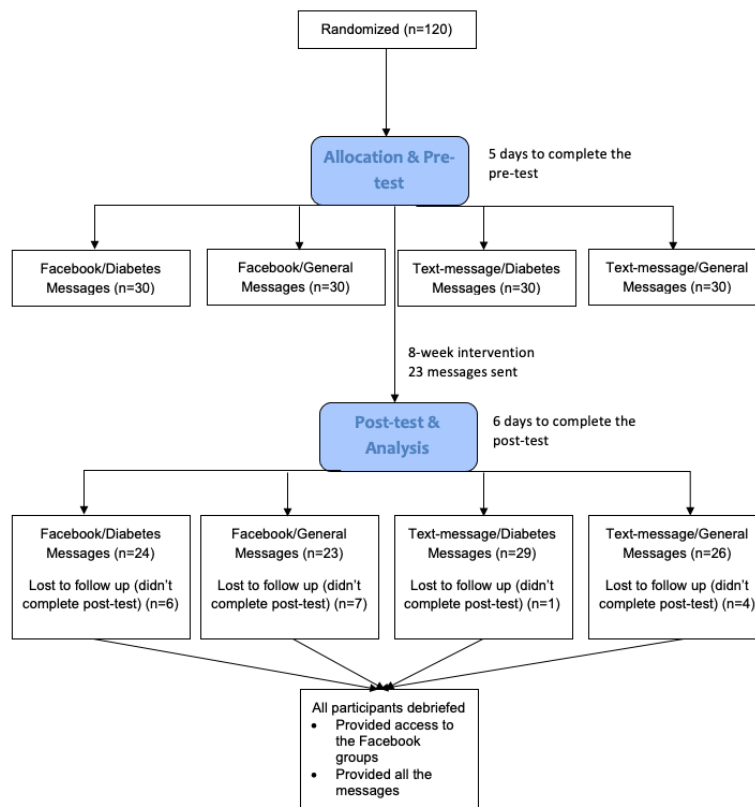 Randomized (n=120)
Allocation & Pre-
test
5 days to complete the
pre-test
Facebook/Diabetes
Messages (n=30)
Facebook/General
Messages (n=30)
Text-message/Diabetes
Messages (n=30)
Text-message/General
Messages (n=30)
8-week intervention
23 messages sent
Post-test &
Analysis
6 days to complete the
post-test
Facebook/Diabetes
Messages (n=24)
Lost to follow up (didn't
complete post-test) (n=6)
Facebook/General
Messages (n=23)
Lost to follow up (didn't
complete post-test) (n=7)
Text-message/Diabetes
Messages (n=29)
Lost to follow up (didn't
complete post-test) (n=1)
Text-message/General
Messages (n=26)
Lost to follow up (didn't
complete post-test) (n=4)
All participants debriefed
• Provided access to
the Facebook
groups
• Provided all the
messages